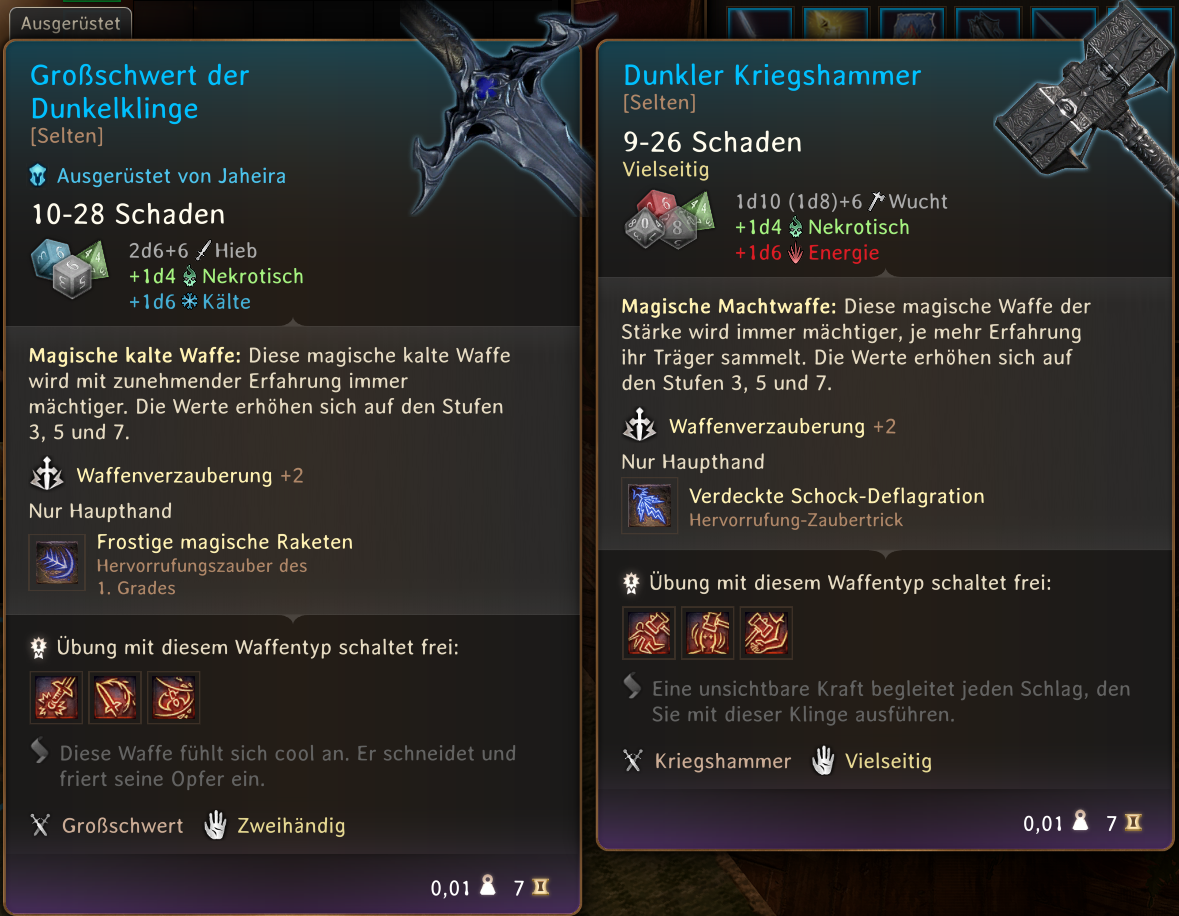 Ausgerüstet
Großschwert der
Dunkelklinge
[Selten]
Ausgerüstet von Jaheira
10-28 Schaden
2d6+6 Hieb
+1d4 Nekrotisch
+1d6 Kälte
Magische kalte Waffe: Diese magische kalte Waffe
wird mit zunehmender Erfahrung immer
mächtiger. Die Werte erhöhen sich auf den Stufen
3, 5 und 7.
Waffenverzauberung +2
Nur Haupthand
Frostige magische Raketen
Hervorrufungszauber des
1. Grades
Übung mit diesem Waffentyp schaltet frei:
Diese Waffe fühlt sich cool an. Er schneidet und
friert seine Opfer ein.
Großschwert Zweihändig
0,01 7
Dunkler Kriegshammer
[Selten]
9-26 Schaden
Vielseitig
1d10 (1d8)+6 Wucht
+1d4 Nekrotisch
+1d6 Energie
Magische Machtwaffe: Diese magische Waffe der
Stärke wird immer mächtiger, je mehr Erfahrung
ihr Träger sammelt. Die Werte erhöhen sich auf
den Stufen 3, 5 und 7.
Waffenverzauberung +2
Nur Haupthand
Verdeckte Schock-Deflagration
Hervorrufung-Zaubertrick
Übung mit diesem Waffentyp schaltet frei:
Eine unsichtbare Kraft begleitet jeden Schlag, den
Sie mit dieser Klinge ausführen.
Kriegshammer Vielseitig
0,01 7